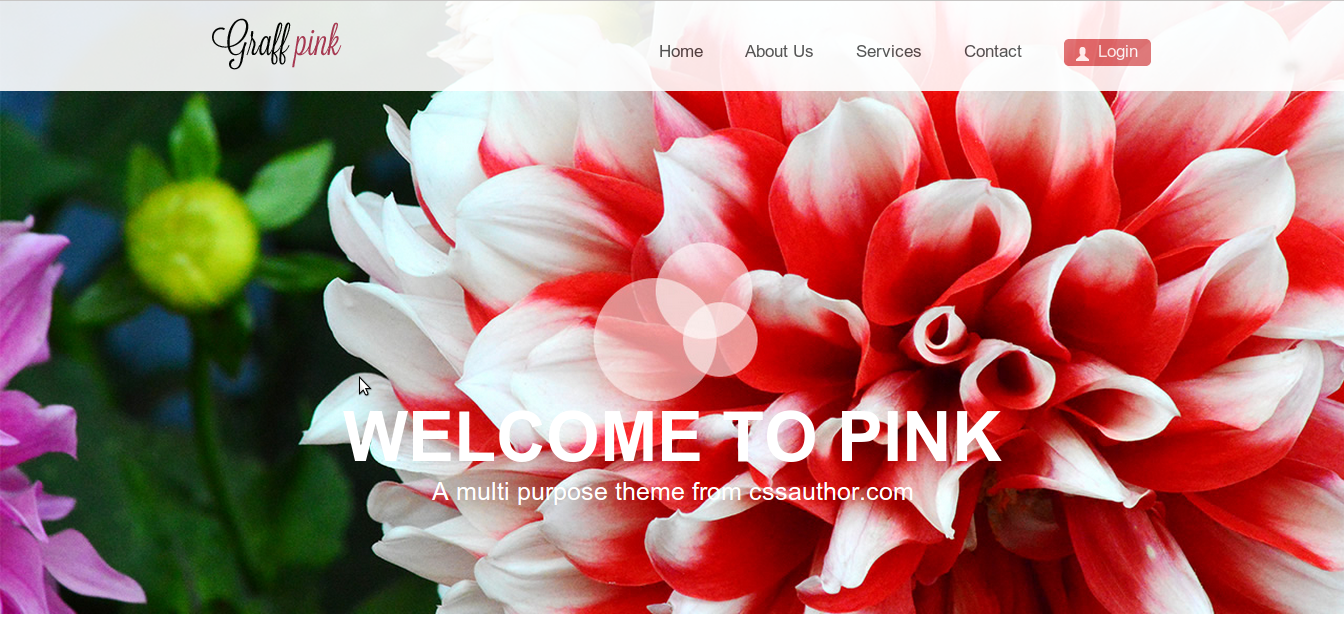 Graff pink
Home About Us Services Contact Login
WELCOME TO PINK
A multi purpose theme from cssauthor.com